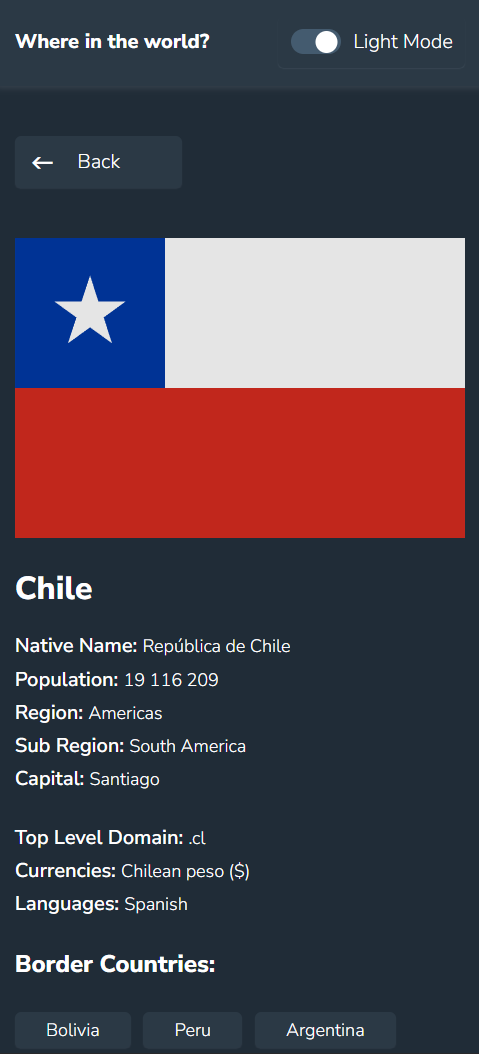 Where in the world?
Light Mode
← Back
Chile
Native Name: República de Chile
Population: 19 116 209
Region: Americas
Sub Region: South America
Capital: Santiago
Top Level Domain: .cl
Currencies: Chilean peso ($)
Languages: Spanish
Border Countries:
Bolivia Peru Argentina